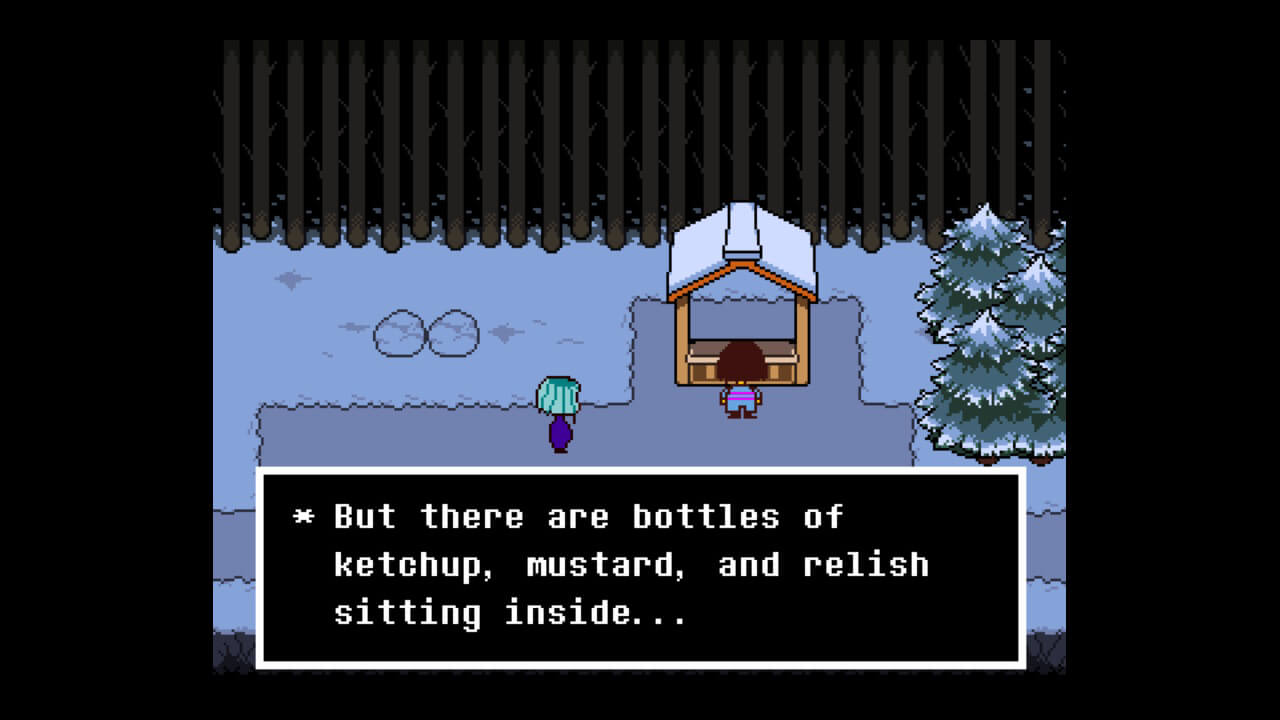 * But there are bottles of
ketchup, mustard, and relish
sitting inside...